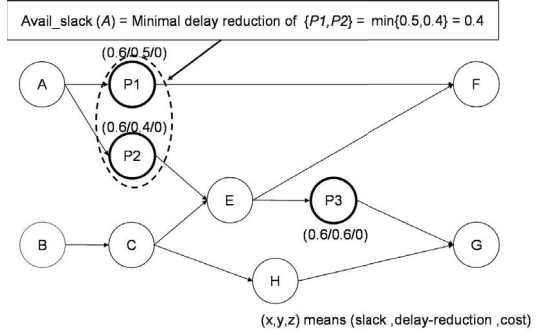 Avail_slack (A) = Minimal delay reduction of {P1,P2} = min{0.5,0.4} = 0.4
(0.6/0.5/0)
A
P1
F
(0.6/0.4/0)
P2
E
P3
(0.6/0.6/0)
B
C
G
H
(x,y,z) means (slack ,delay-reduction ,cost)